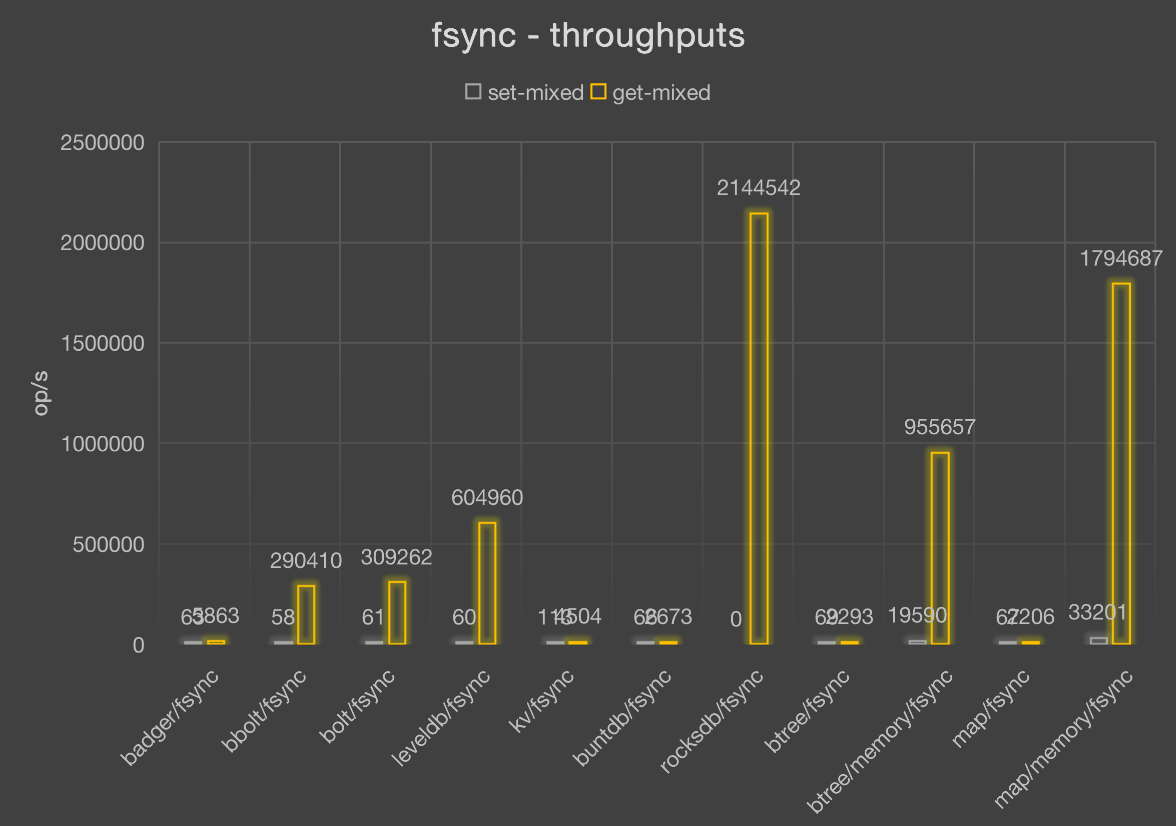 fsync - throughputs
set-mixed get-mixed
2500000
2144542
2000000
1794687
1500000
op/s
1000000
955657
604960
500000
290410 309262
5863 58 61 60 0 19590 33201
0
badger/fsync
bbolt/fsync
bolt/fsync
leveldb/fsync
kv/fsync
buntdb/fsync
rocksdb/fsync
btree/fsync
btree/memory/fsync
map/fsync
map/memory/fsync